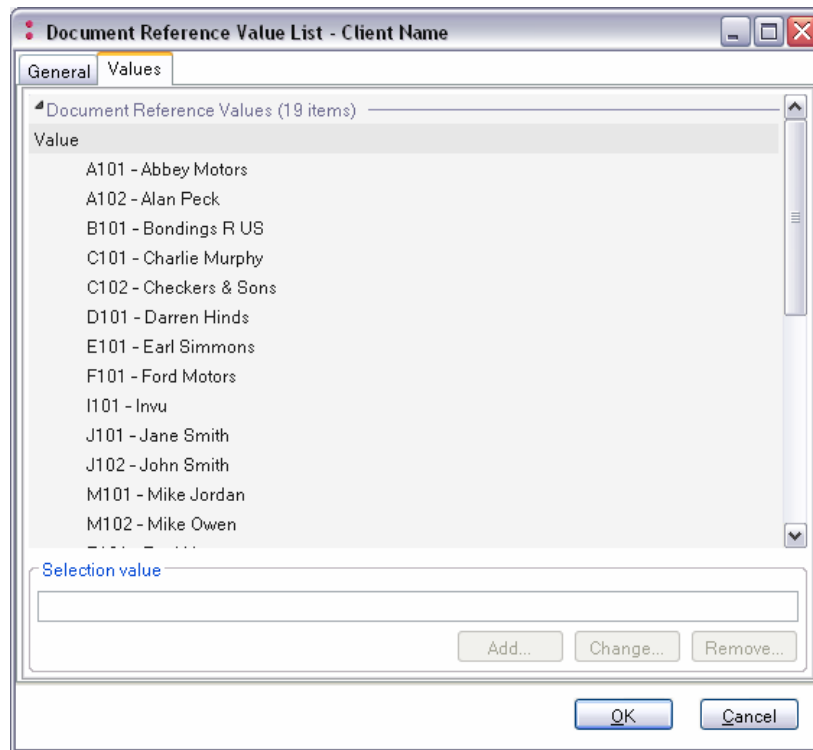 Document Reference Value List - Client Name
General Values
Document Reference Values (19 items)
Value
A101 - Abbey Motors
A102 - Alan Peck
B101 - Bondings R US
C101 - Charlie Murphy
C102 - Checkers & Sons
D101 - Darren Hinds
E101 - Earl Simmons
F101 - Ford Motors
I101 - Invu
J101 - Jane Smith
J102 - John Smith
M101 - Mike Jordan
M102 - Mike Owen
Selection value
Add... Change... Remove...
OK Cancel